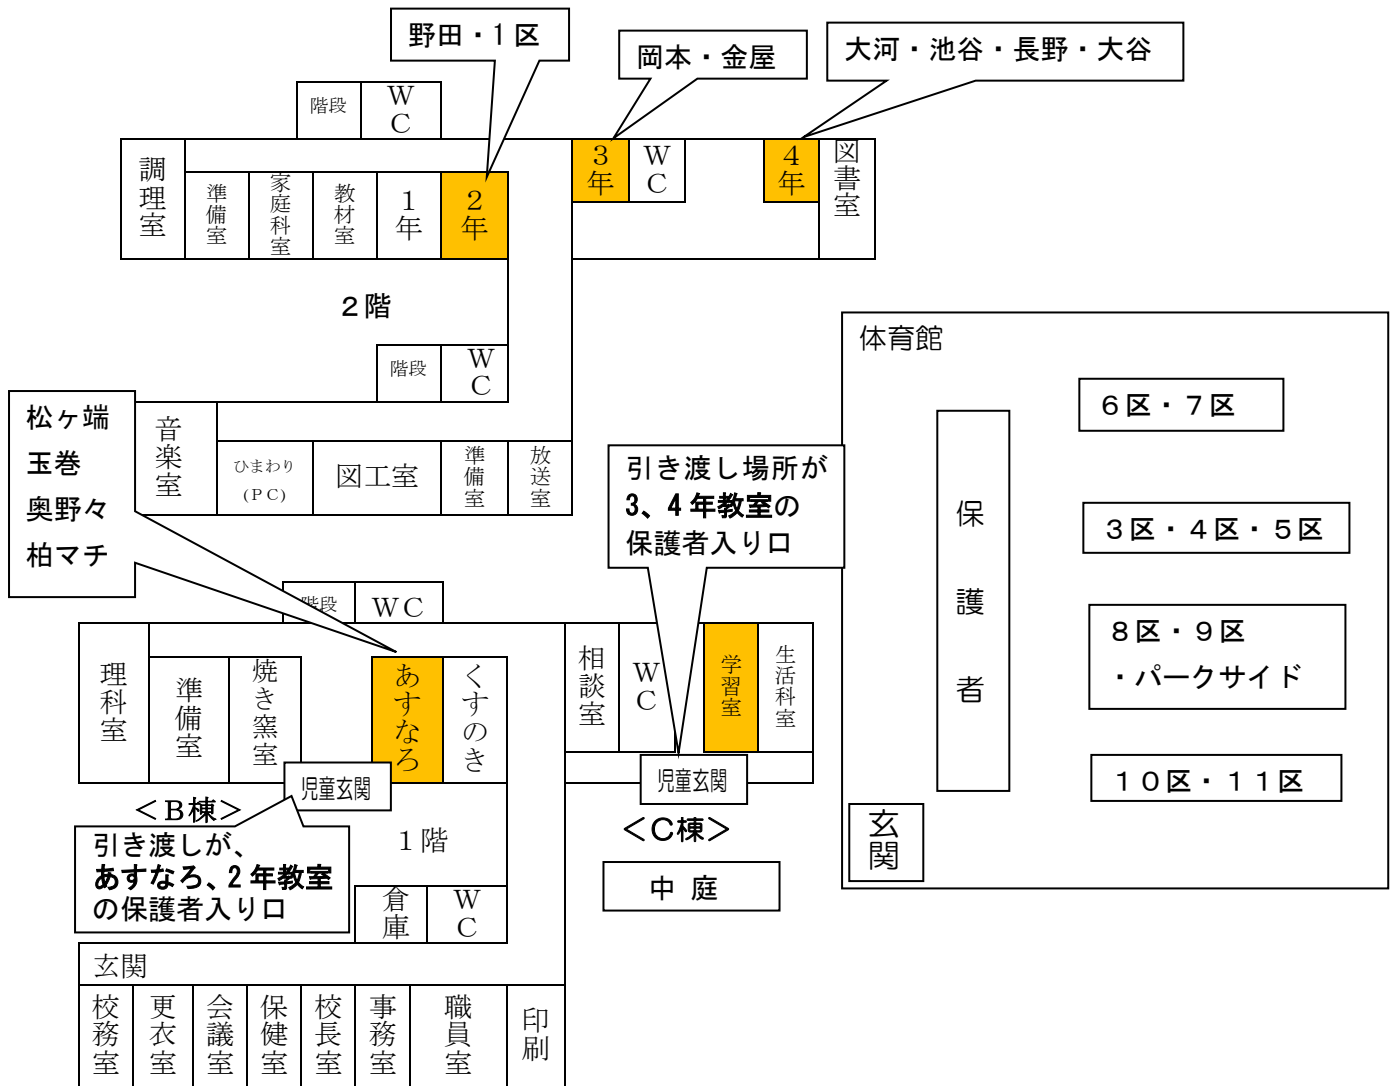 野田・1区
岡本・金屋
大河・池谷・長野・大谷
階段
WC
調理室
準備室
家庭科室
教材室
１年
２年
３年
WC
４年
図書室
２階
階段
WC
音楽室
ひまわり
(PC)
図工室
準備室
放送室
松ヶ端
玉巻
奥野々
柏マチ
引き渡し場所が
3、4年教室の
保護者入り口
体育館
保護者
６区・７区
３区・４区・５区
８区・９区
・パークサイド
１０区・１１区
玄関
階段
WC
理科室
準備室
焼き窯室
あすなろ
くすのき
相談室
WC
学習室
生活科室
児童玄関
児童玄関
＜Ｂ棟＞
＜Ｃ棟＞
引き渡しが、
あすなろ、2年教室
の保護者入り口
１階
中 庭
倉庫
WC
玄関
校務室
更衣室
会議室
保健室
校長室
事務室
職員室
印刷